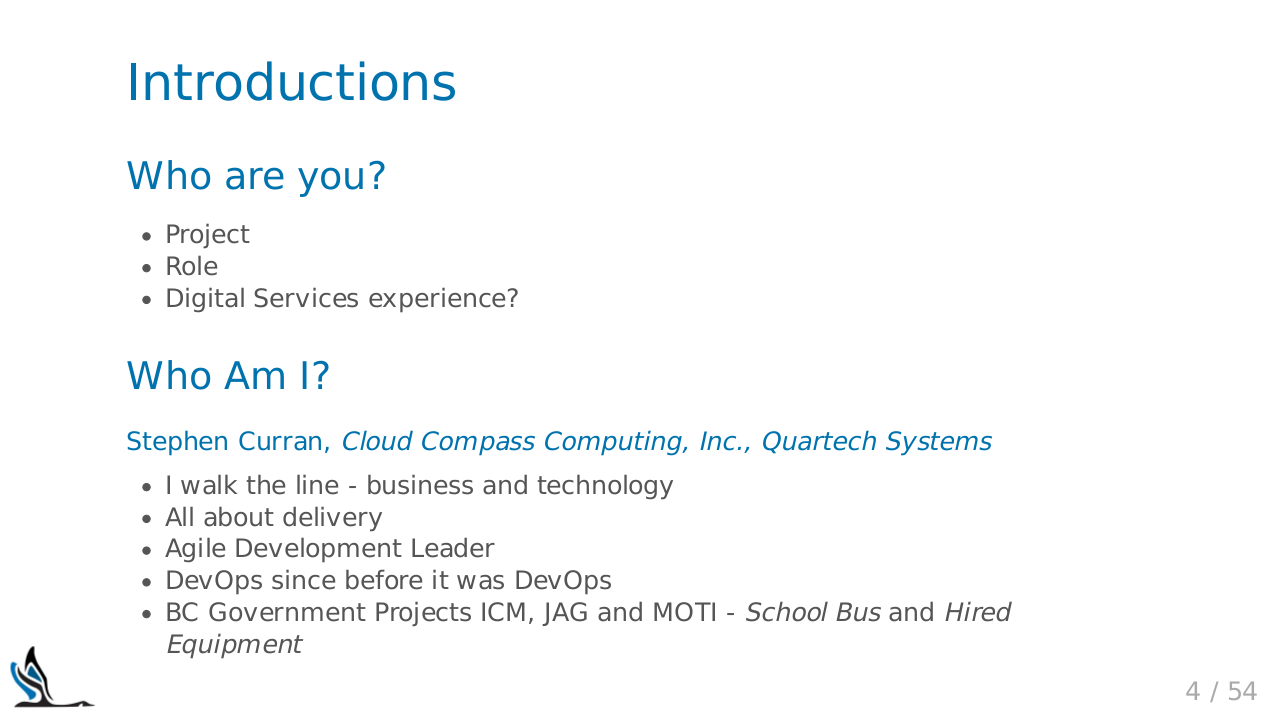 Introductions
Who are you?
• Project
• Role
• Digital Services experience?
Who Am I?
Stephen Curran, Cloud Compass Computing, Inc., Quartech Systems
• I walk the line - business and technology
• All about delivery
• Agile Development Leader
• DevOps since before it was DevOps
• BC Government Projects ICM, JAG and MOTI - School Bus and Hired
Equipment
4 / 54